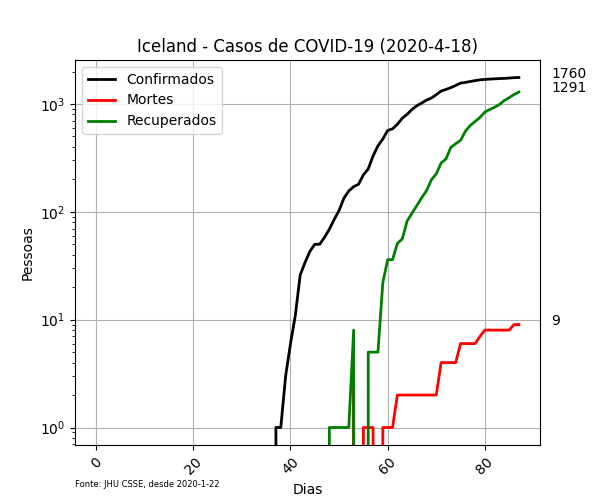 Iceland - Casos de COVID-19 (2020-4-18)
Confirmados
Mortes
Recuperados
1760
1291
9
10³
10²
10¹
10⁰
Pessoas
0
20
40
60
80
Dias
Fonte: JHU CSSE, desde 2020-1-22